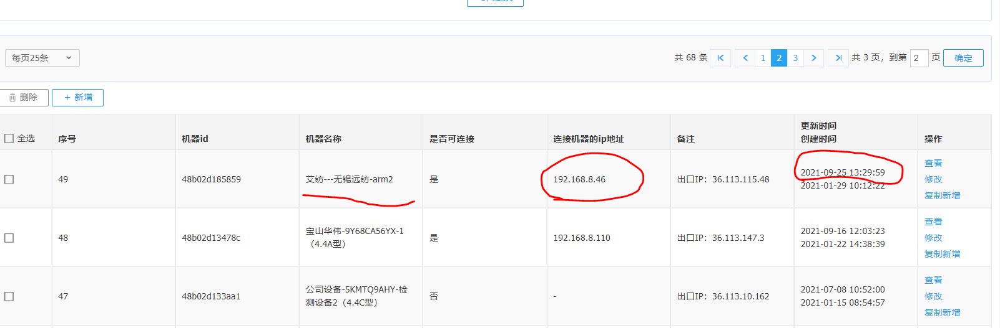 每页25条
共 68 条
1
2
3
共 3 页，到第
2
页
确定
删除
+ 新增
全选
序号
机器id
机器名称
是否可连接
连接机器的ip地址
备注
更新时间
创建时间
操作
49
48b02d185859
艾纺---无锡远纺-arm2
是
192.168.8.46
出口IP：36.113.115.48
2021-09-25 13:29:59
2021-01-29 10:12:22
查看
修改
复制新增
48
48b02d13478c
宝山华伟-9Y68CA56YX-1
（4.4A型）
是
192.168.8.110
出口IP：36.113.147.3
2021-09-16 12:03:23
2021-01-22 14:38:39
查看
修改
复制新增
47
48b02d133aa1
公司设备-5KMTQ9AHY-检
测设备2（4.4C型）
否
-
出口IP：36.113.10.162
2021-07-08 10:52:00
2021-01-15 08:54:57
查看
修改
复制新增